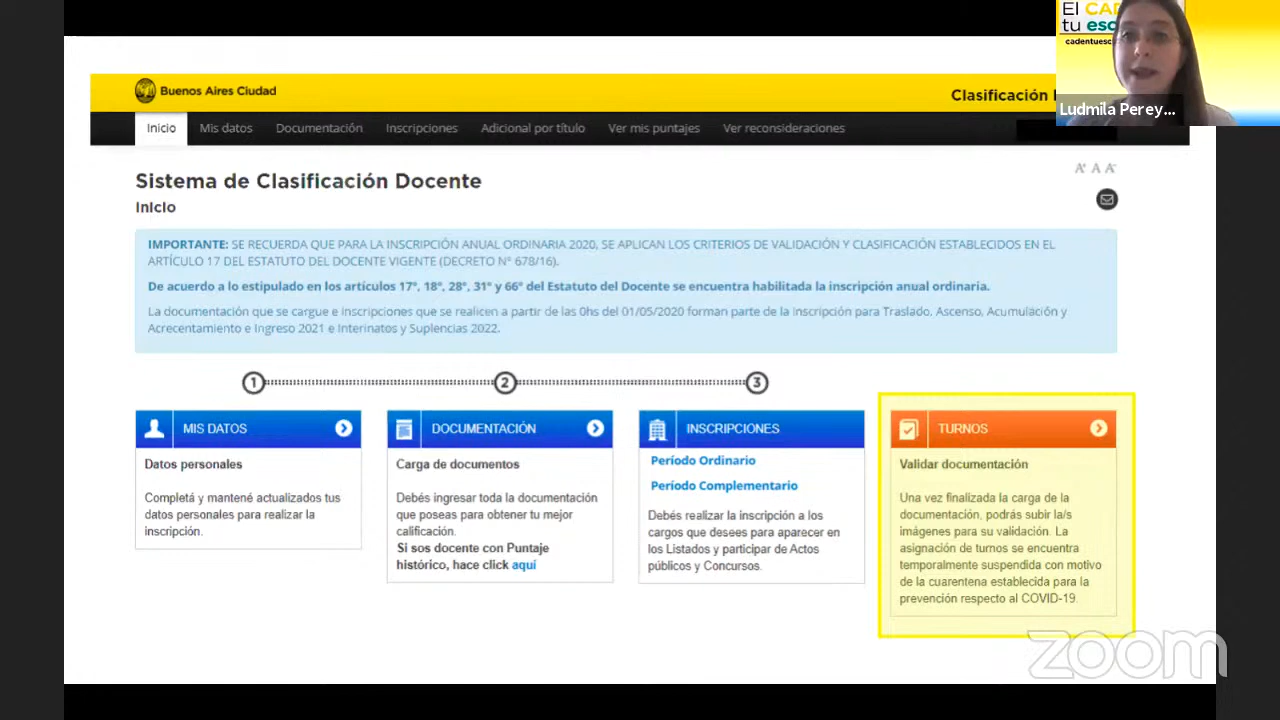 El CAD
tu esc
cadentuesc
Ludmila Perey...
Buenos Aires Ciudad
Clasificación
Inicio
Mis datos
Documentación
Inscripciones
Adicional por título
Ver mis puntajes
Ver reconsideraciones
A+ A A-
Sistema de Clasificación Docente
Inicio
IMPORTANTE: SE RECUERDA QUE PARA LA INSCRIPCIÓN ANUAL ORDINARIA 2020, SE APLICAN LOS CRITERIOS DE VALIDACIÓN Y CLASIFICACIÓN ESTABLECIDOS EN EL
ARTÍCULO 17 DEL ESTATUTO DEL DOCENTE VIGENTE (DECRETO N° 678/16).
De acuerdo a lo estipulado en los artículos 17°, 18°, 28°, 31° y 66° del Estatuto del Docente se encuentra habilitada la inscripción anual ordinaria.
La documentación que se cargue e inscripciones que se realicen a partir de las 0hs del 01/05/2020 forman parte de la inscripción para Traslado, Ascenso, Acumulación y
Acrecentamiento e Ingreso 2021 e Interinatos y Suplencias 2022.
1
2
3
MIS DATOS
Datos personales
Completá y mantené actualizados tus
datos personales para realizar la
inscripción.
DOCUMENTACIÓN
Carga de documentos
Debés ingresar toda la documentación
que poseas para obtener tu mejor
calificación.
Si sos docente con Puntaje
histórico, hace click aquí
INSCRIPCIONES
Período Ordinario
Período Complementario
Debés realizar la inscripción a los
cargos que desees para aparecer en
los Listados y participar de Actos
públicos y Concursos.
TURNOS
Validar documentación
Una vez finalizada la carga de la
documentación, podrás subir la/s
imágenes para su validación. La
asignación de turnos se encuentra
temporalmente suspendida con motivo
de la cuarentena establecida para la
prevención respecto al COVID-19.
zoom